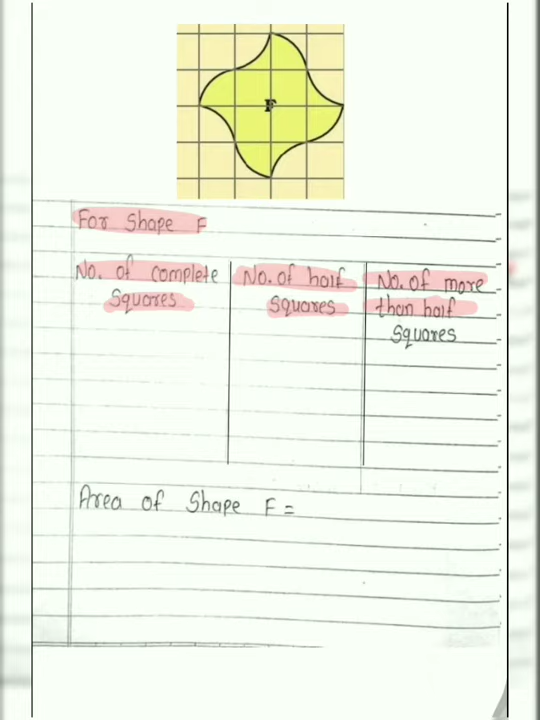 F
For Shape F
No. of complete Squares
No. of half Squares
No. of more than half Squares
Area of Shape F =